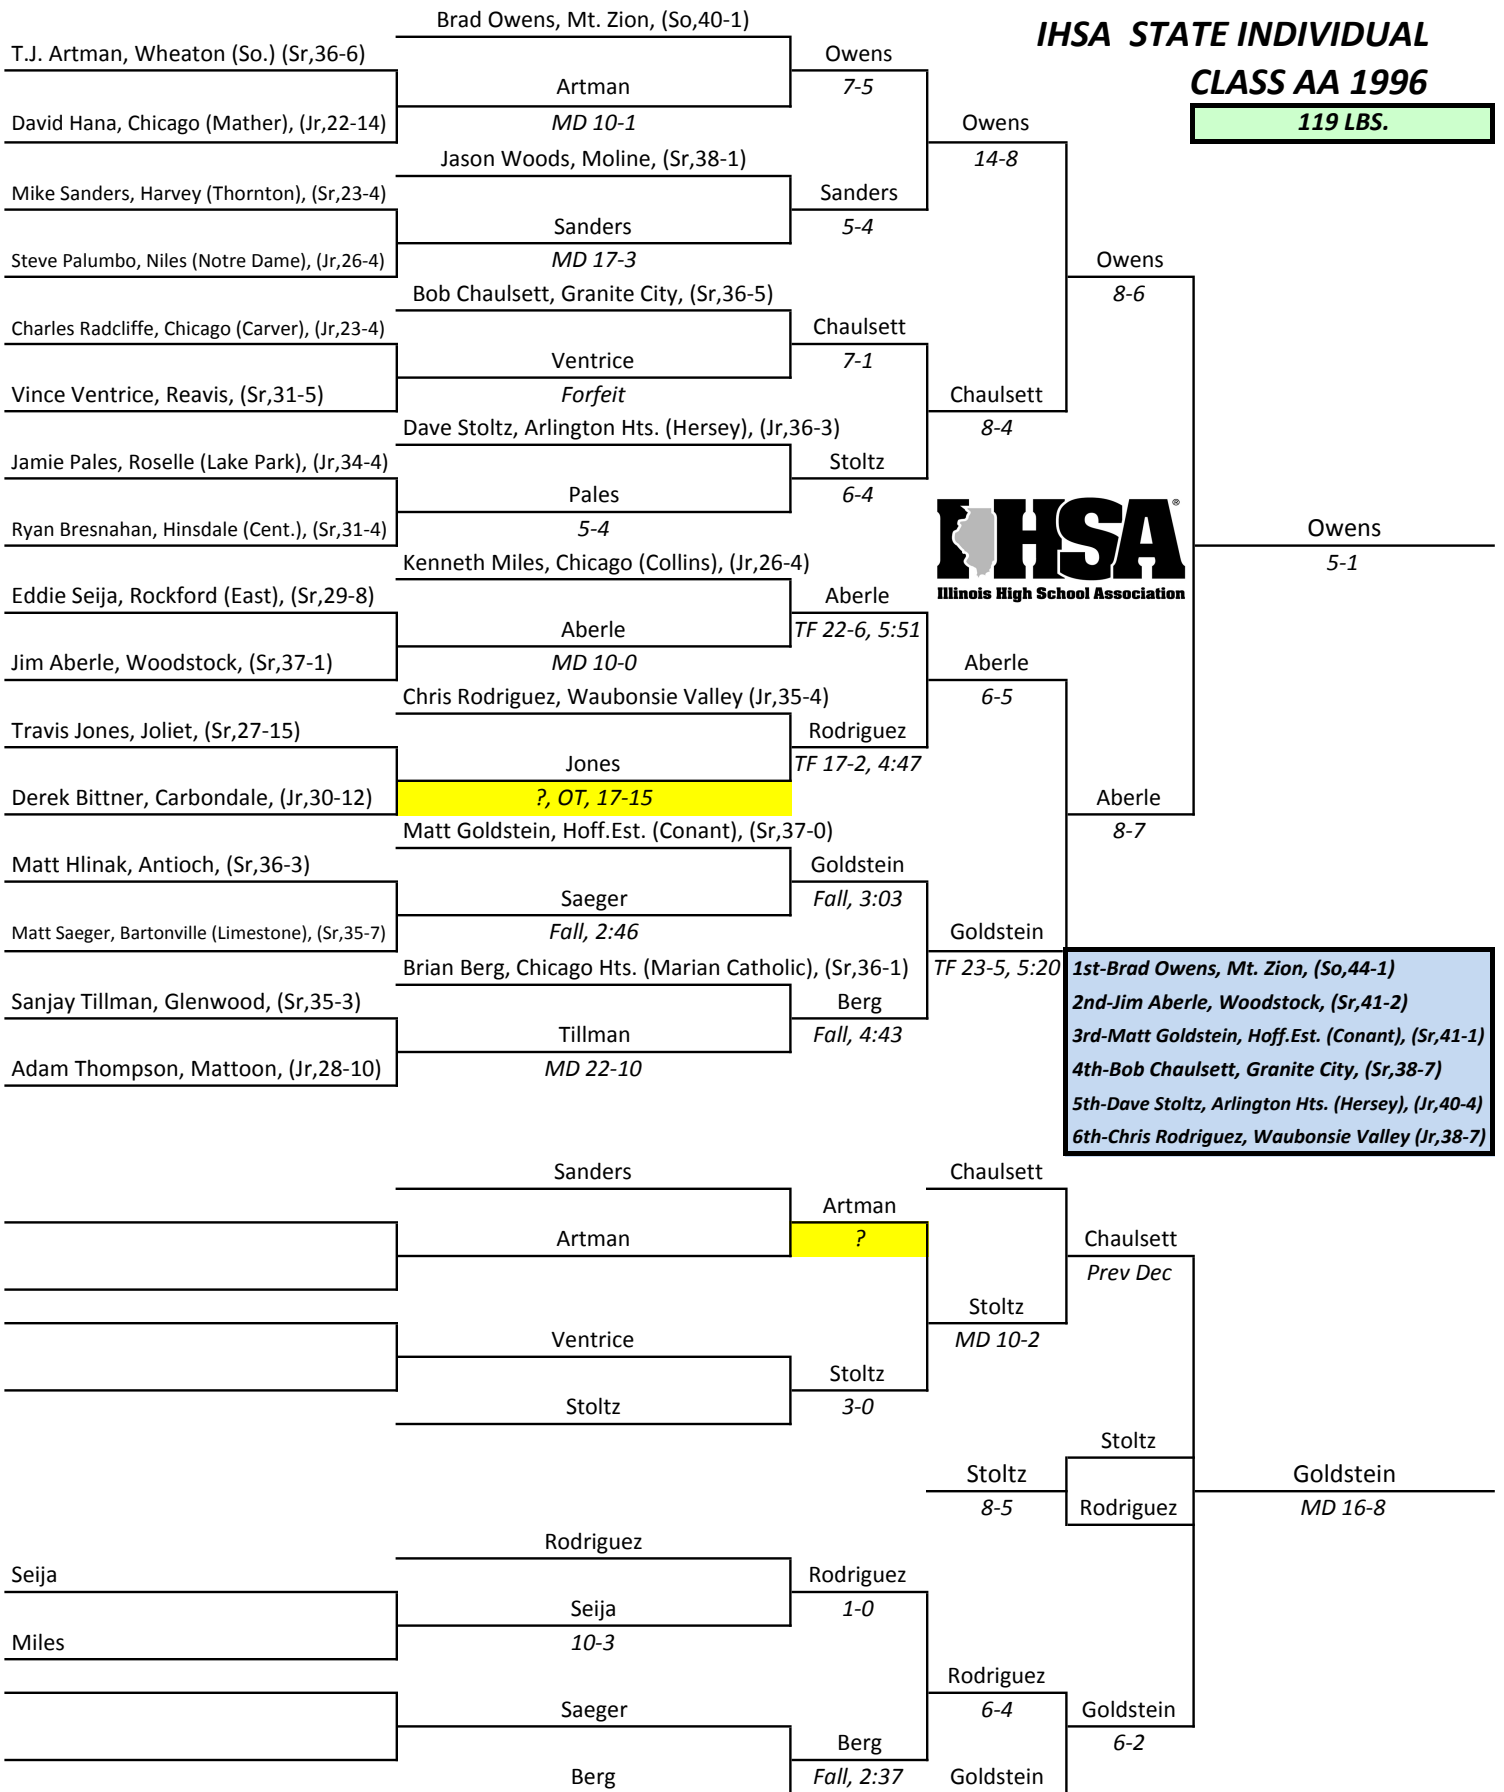 Brad Owens, Mt. Zion, (So,40-1)
IHSA STATE INDIVIDUAL
T.J. Artman, Wheaton (So.) (Sr,36-6)
Owens
CLASS AA 1996
Artman
7-5
David Hana, Chicago (Mather), (Jr,22-14)
MD 10-1
Owens
119 LBS.
Jason Woods, Moline, (Sr,38-1)
14-8
Mike Sanders, Harvey (Thornton), (Sr,23-4)
Sanders
Sanders
5-4
Steve Palumbo, Niles (Notre Dame), (Jr,26-4)
MD 17-3
Owens
Bob Chaulsett, Granite City, (Sr,36-5)
8-6
Charles Radcliffe, Chicago (Carver), (Jr,23-4)
Chaulsett
Ventrice
7-1
Vince Ventrice, Reavis, (Sr,31-5)
Forfeit
Chaulsett
Dave Stoltz, Arlington Hts. (Hersey), (Jr,36-3)
8-4
Jamie Pales, Roselle (Lake Park), (Jr,34-4)
Stoltz
Pales
6-4
Ryan Bresnahan, Hinsdale (Cent.), (Sr,31-4)
5-4
IHSA®
Owens
Kenneth Miles, Chicago (Collins), (Jr,26-4)
5-1
Eddie Seija, Rockford (East), (Sr,29-8)
Aberle
Illinois High School Association
Aberle
TF 22-6, 5:51
Jim Aberle, Woodstock, (Sr,37-1)
MD 10-0
Aberle
Chris Rodriguez, Waubonsie Valley (Jr,35-4)
6-5
Travis Jones, Joliet, (Sr,27-15)
Rodriguez
Jones
TF 17-2, 4:47
Derek Bittner, Carbondale, (Jr,30-12)
?, OT, 17-15
Aberle
Matt Goldstein, Hoff.Est. (Conant), (Sr,37-0)
8-7
Matt Hlinak, Antioch, (Sr,36-3)
Goldstein
Saeger
Fall, 3:03
Matt Saeger, Bartonville (Limestone), (Sr,35-7)
Fall, 2:46
Goldstein
Brian Berg, Chicago Hts. (Marian Catholic), (Sr,36-1)
TF 23-5, 5:20
1st-Brad Owens, Mt. Zion, (So,44-1)
Sanjay Tillman, Glenwood, (Sr,35-3)
Berg
2nd-Jim Aberle, Woodstock, (Sr,41-2)
Tillman
Fall, 4:43
3rd-Matt Goldstein, Hoff.Est. (Conant), (Sr,41-1)
Adam Thompson, Mattoon, (Jr,28-10)
MD 22-10
4th-Bob Chaulsett, Granite City, (Sr,38-7)
5th-Dave Stoltz, Arlington Hts. (Hersey), (Jr,40-4)
6th-Chris Rodriguez, Waubonsie Valley (Jr,38-7)
Sanders
Chaulsett
Artman
Artman
?
Chaulsett
Prev Dec
Stoltz
Ventrice
MD 10-2
Stoltz
Stoltz
3-0
Stoltz
Stoltz
Goldstein
8-5
Rodriguez
MD 16-8
Rodriguez
Seija
Rodriguez
Seija
1-0
Miles
10-3
Rodriguez
Saeger
6-4
Goldstein
Berg
6-2
Berg
Fall, 2:37
Goldstein